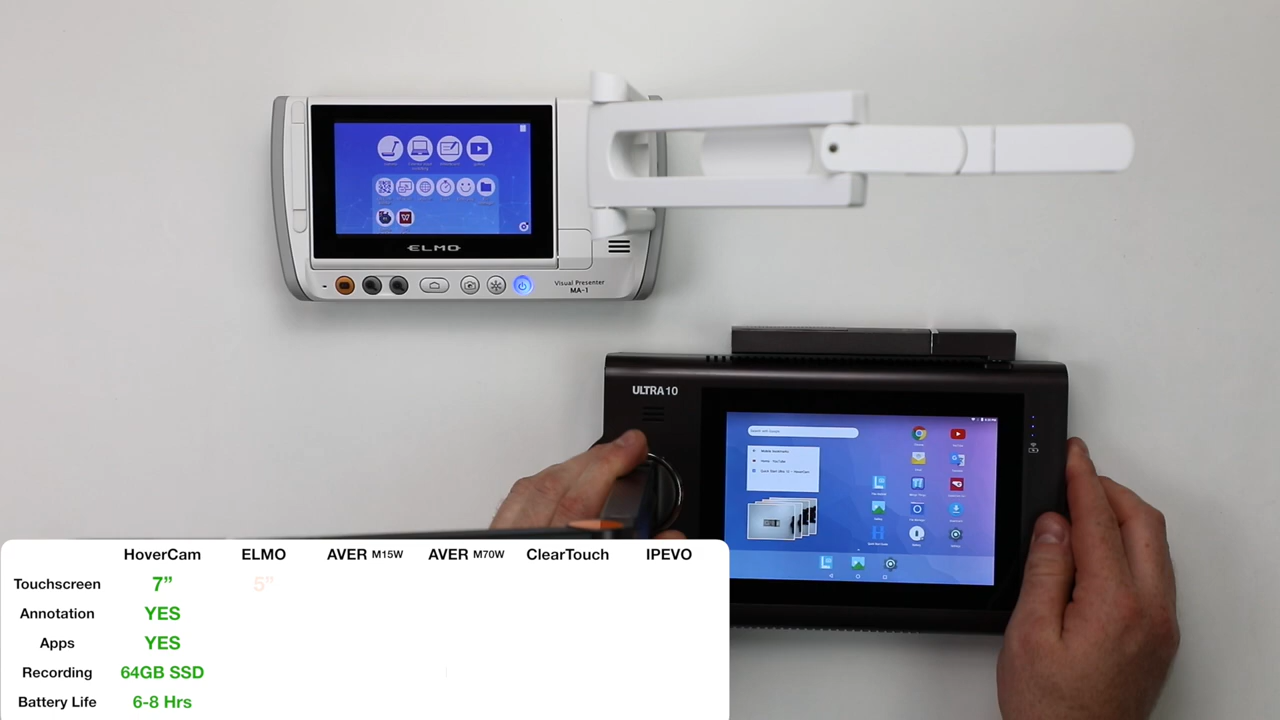 ELMO
Visual Presenter
MA-1
ULTRA 10
HoverCam ELMO AVER M15W AVER M70W ClearTouch IPEVO
Touchscreen 7” 5”
Annotation YES
Apps YES
Recording 64GB SSD
Battery Life 6-8 Hrs